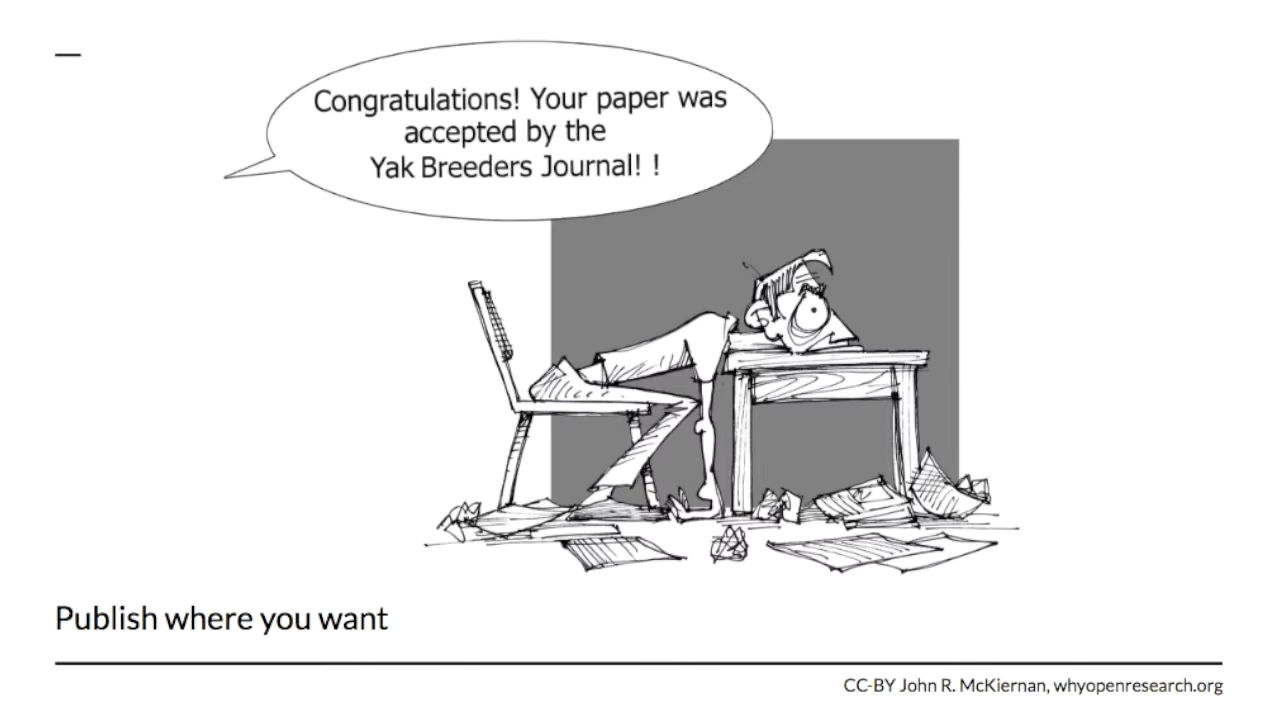 Congratulations! Your paper was
accepted by the
Yak Breeders Journal! !
Publish where you want
CC-BY John R. McKiernan, whyopenresearch.org